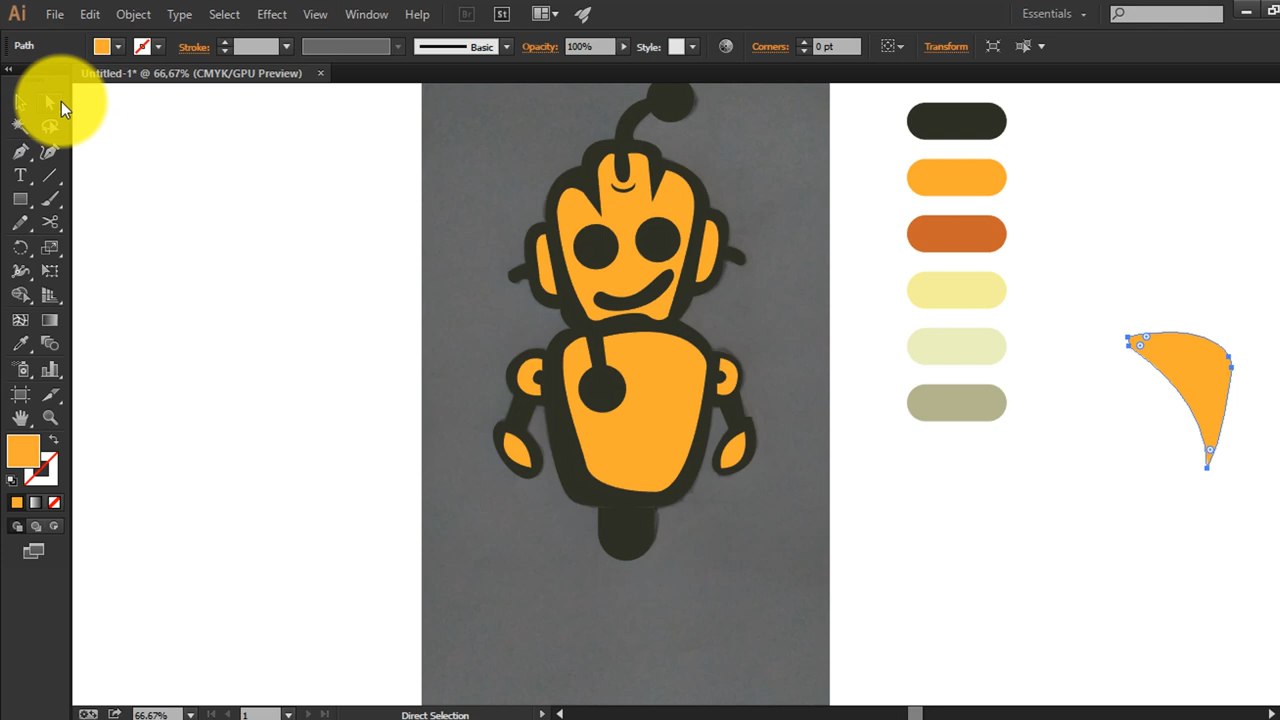 Ai File Edit Object Type Select Effect View Window Help Br St Essentials
Path Stroke: Basic Opacity: 100% Style: Corners: 0 pt Transform
Untitled-1* @ 66,67% (CMYK/GPU Preview) ×
T
66.67% 1 Direct Selection